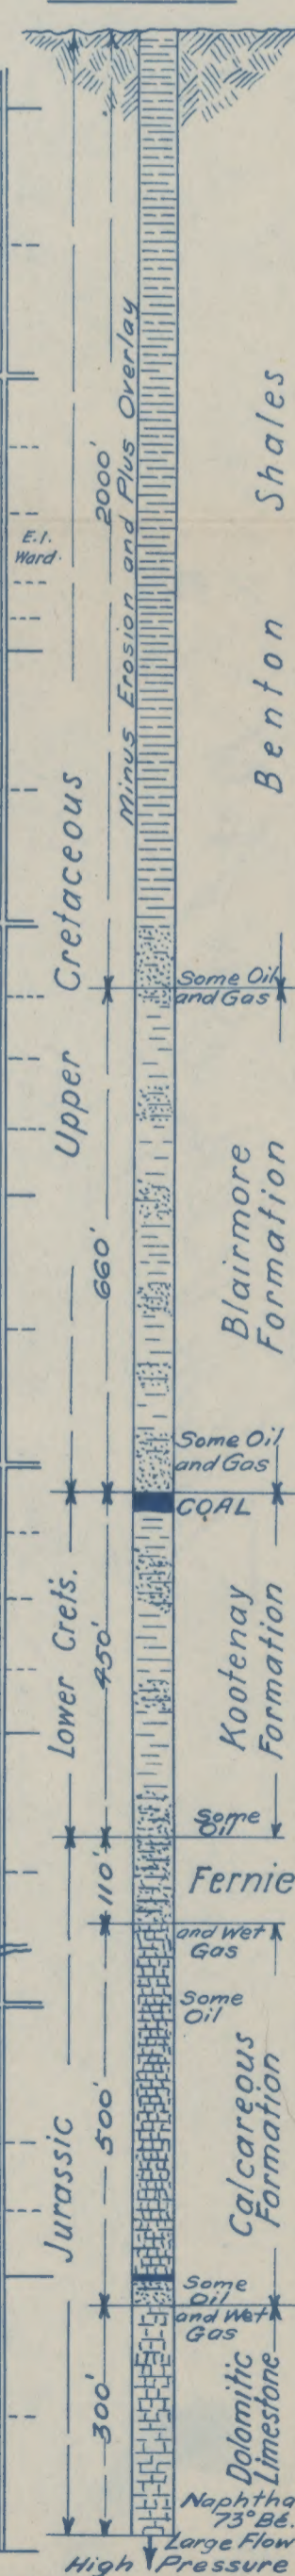 E.I.
Ward.
Upper Cretaceous
2000'
Minus Erosion and Plus Overlay
Benton Shales
Some Oil
and Gas
660'
Blairmore
Formation
Some Oil
and Gas
COAL
Lower Crets.
450'
Kootenay
Formation
Some
Oil
110'
Fernie
and Wet
Gas
Jurassic
500'
Some
Oil
Calcareous
Formation
Some
Oil
and Wet
Gas
300'
Dolomitic
Limestone
Naphtha
73° Bé.
Large Flow
High Pressure